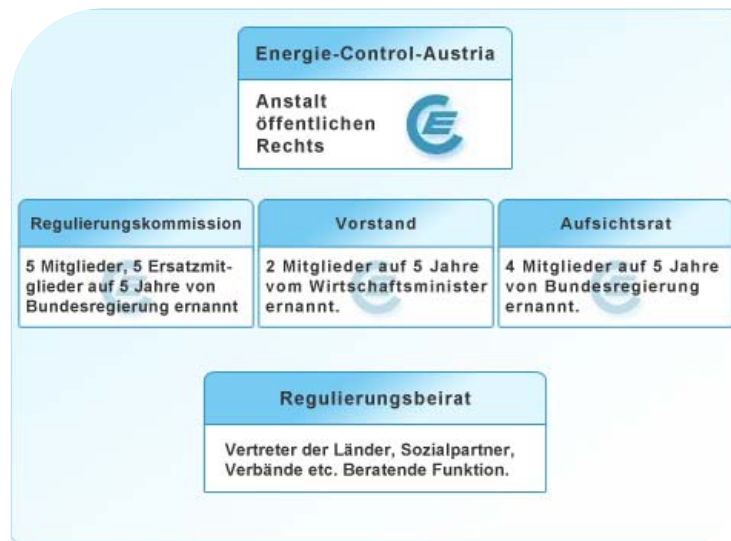 Energie-Control-Austria
Anstalt
öffentlichen
Rechts
Regulierungskommission
5 Mitglieder, 5 Ersatzmit-
glieder auf 5 Jahre von
Bundesregierung ernannt
Vorstand
2 Mitglieder auf 5 Jahre
vom Wirtschaftsminister
ernannt.
Aufsichtsrat
4 Mitglieder auf 5 Jahre
von Bundesregierung
ernannt.
Regulierungsbeirat
Vertreter der Länder, Sozialpartner,
Verbände etc. Beratende Funktion.